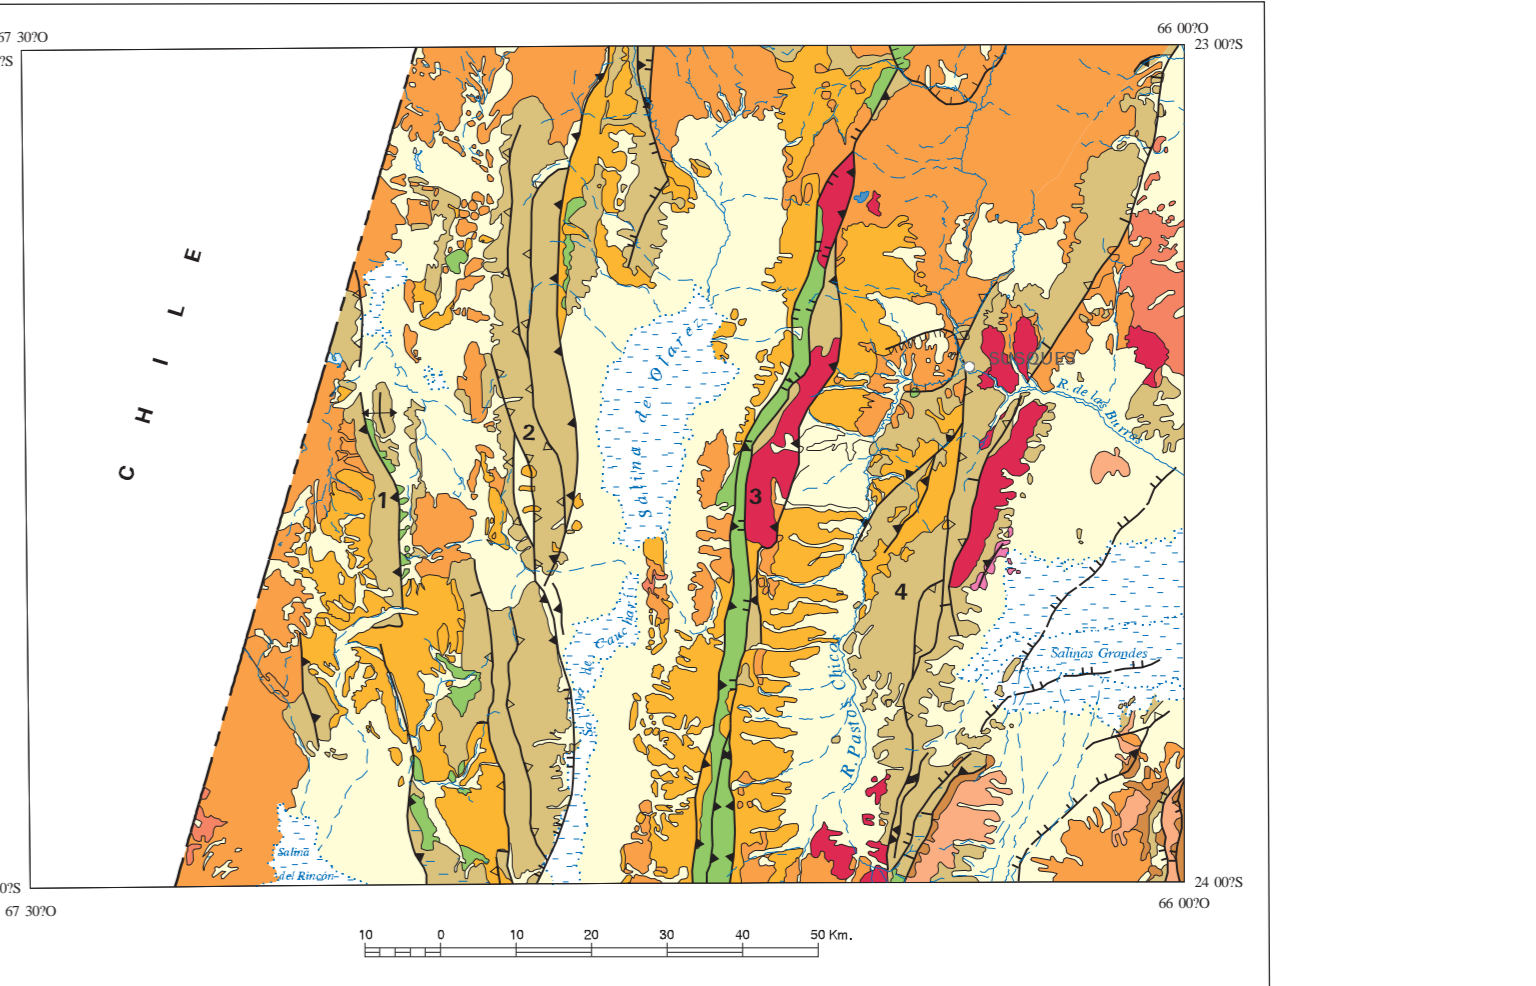 67 30?O
66 00?O
?S
23 00?S
CHILE
SUSQUES
R. de las Burras
Salina de Olaroz
2
1
3
4
Salina de Cauchari
Salinas Grandes
R. Pastos Chicos
Salina
del Rincón
0?S
24 00?S
67 30?O
66 00?O
10 0 10 20 30 40 50 Km.